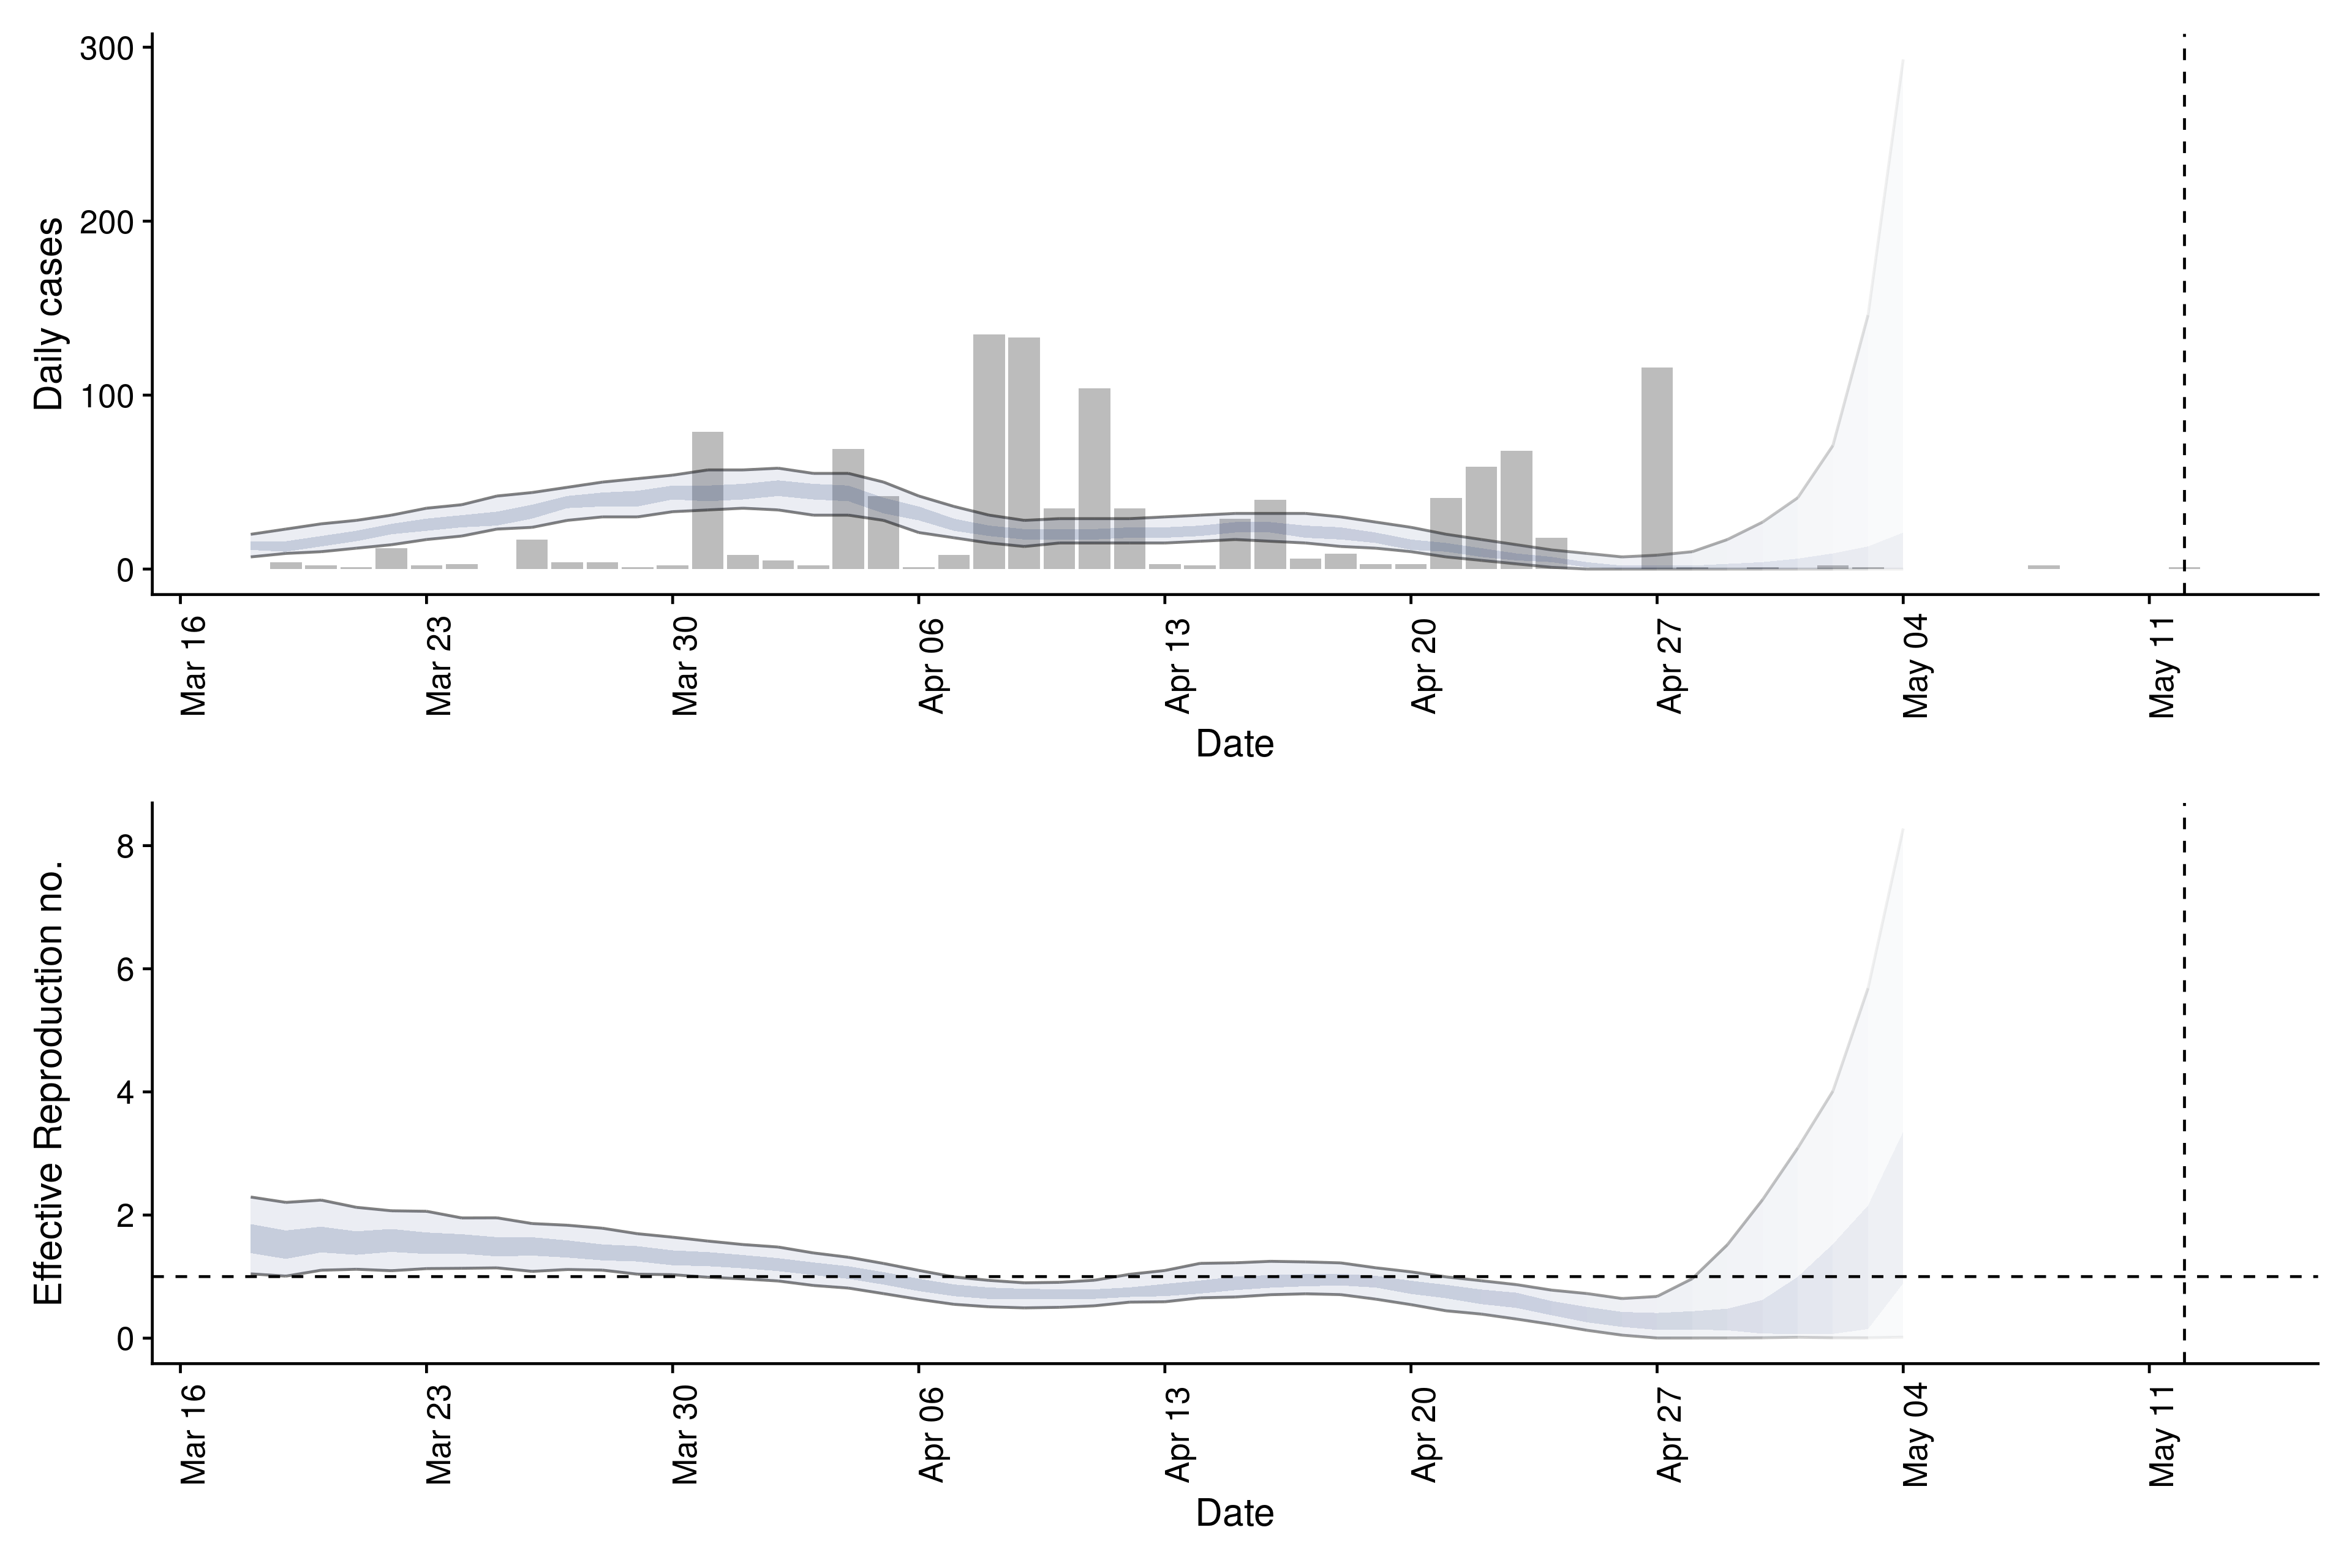 Daily cases
300
200
100
0
Mar 16
Mar 23
Mar 30
Apr 06
Apr 13
Apr 20
Apr 27
May 04
May 11
Date
Effective Reproduction no.
8
6
4
2
0
Mar 16
Mar 23
Mar 30
Apr 06
Apr 13
Apr 20
Apr 27
May 04
May 11
Date